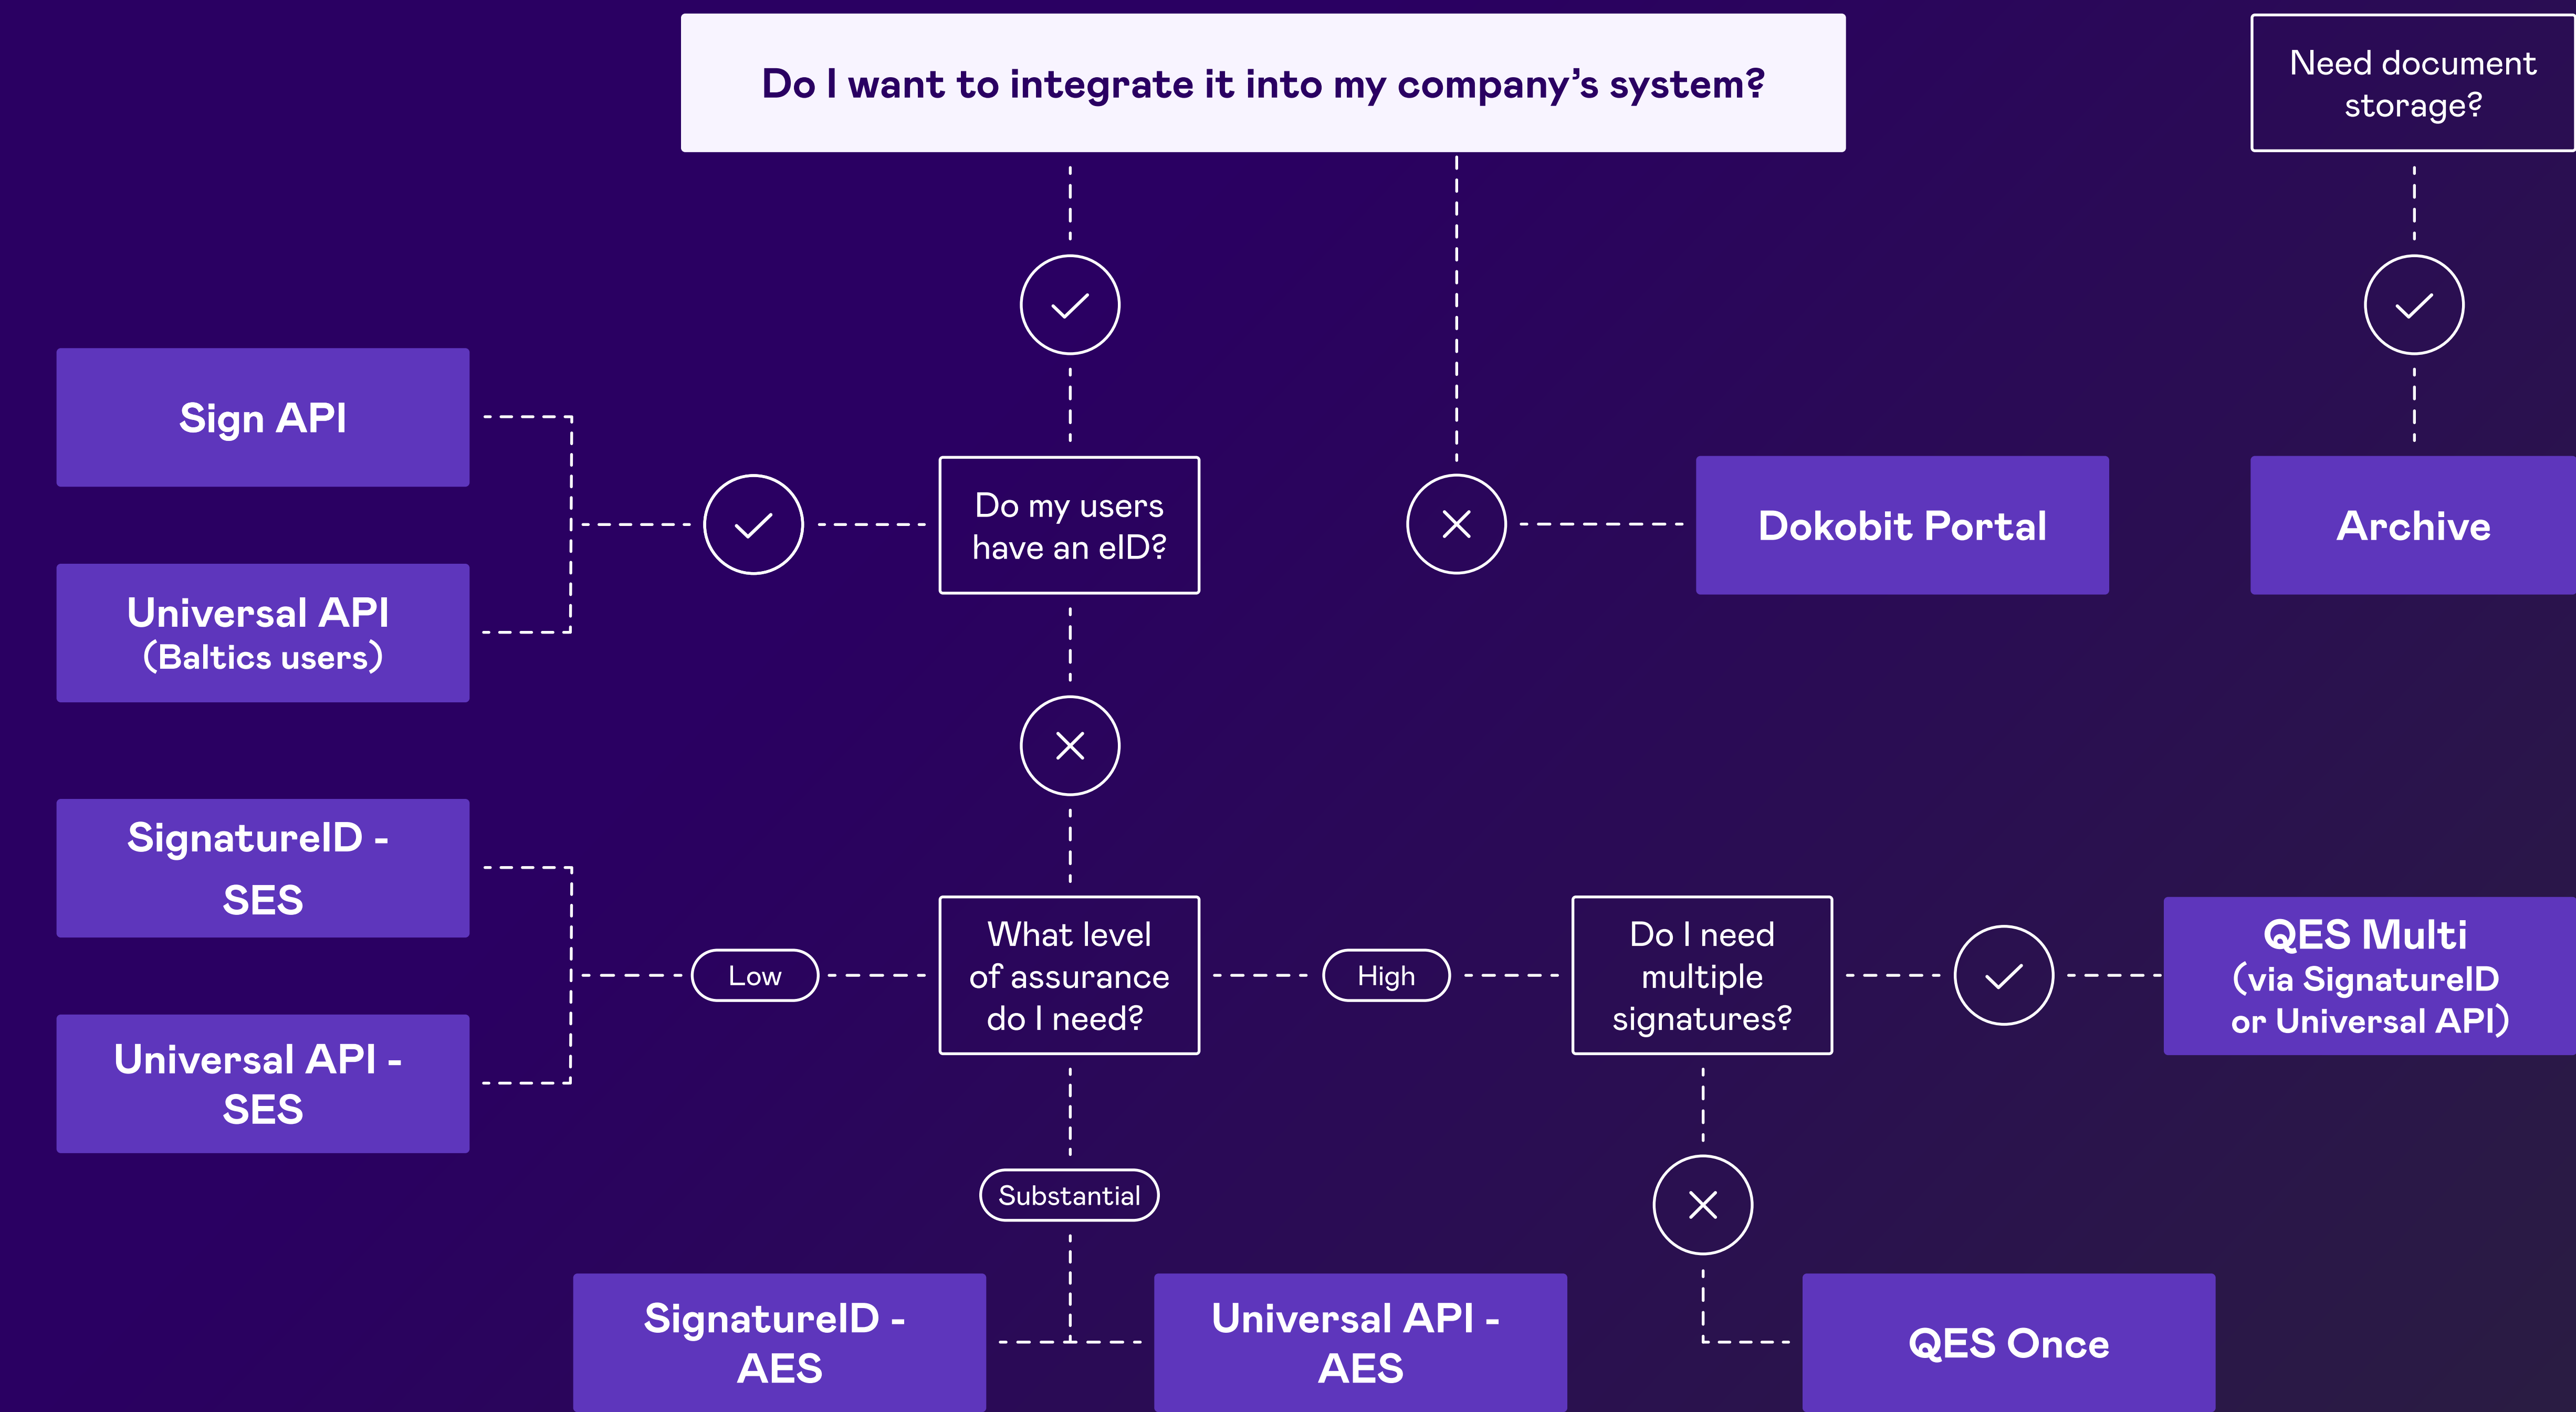 Do I want to integrate it into my company’s system?
Need document
storage?
Sign API
Do my users
have an eID?
Dokobit Portal
Archive
Universal API
(Baltics users)
SignatureID -
SES
What level
of assurance
do I need?
Low
High
Do I need
multiple
signatures?
QES Multi
(via SignatureID
or Universal API)
Universal API -
SES
Substantial
SignatureID -
AES
Universal API -
AES
QES Once